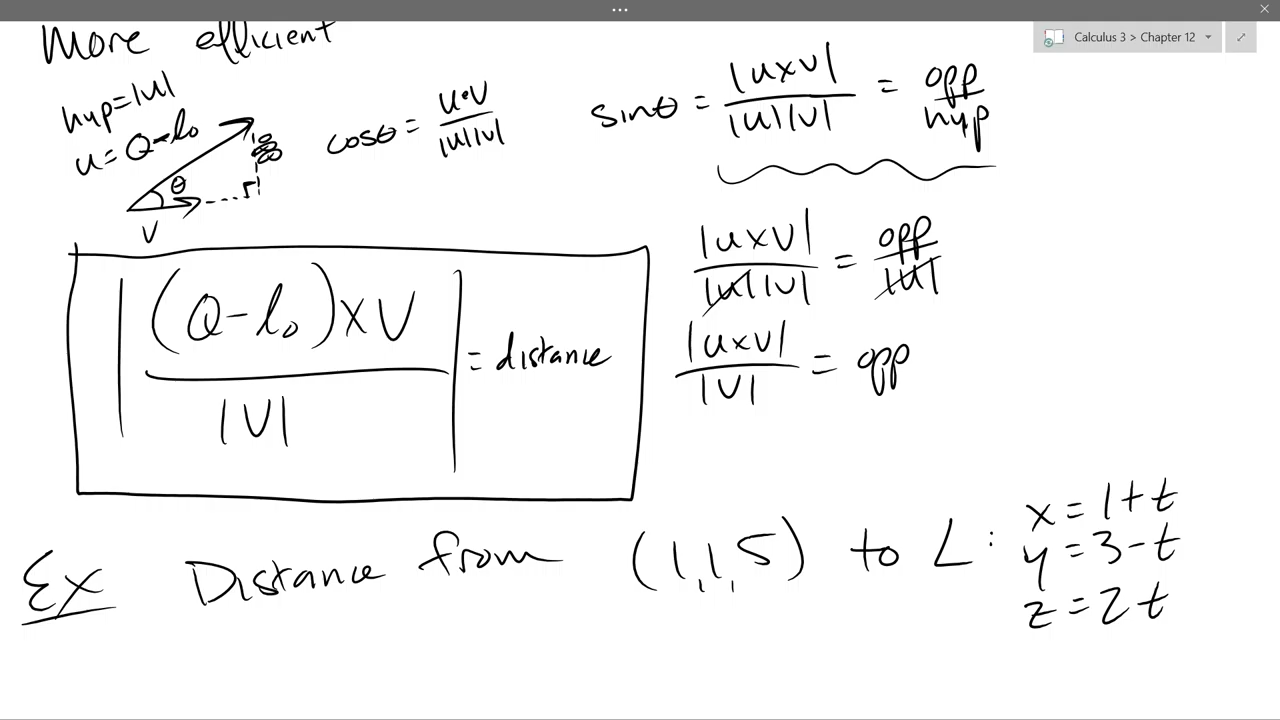 Calculus 3 > Chapter 12
More efficient
hyp=|u|
u=Q-l₀
θ
v
cosθ = u•v / |u||v|
sinθ = |u×v| / |u||v| = opp / hyp
|u×v| / |u||v| = opp / |u|
|u×v| / |v| = opp
|(Q-l₀)×v / |v|| = distance
Ex Distance from (1,1,5) to L:
x=1+t
y=3-t
z=2t